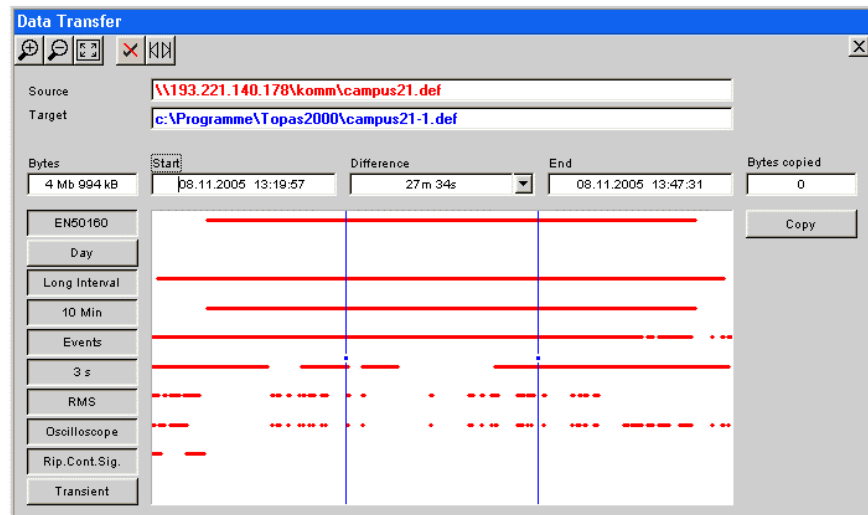 Data Transfer
Source \\193.221.140.178\komm\campus21.def
Target c:\Programme\Topas2000\campus21-1.def
Bytes Start Difference End Bytes copied
4 Mb 994 kB 08.11.2005 13:19:57 27m 34s 08.11.2005 13:47:31 0
EN50160 Copy
Day
Long Interval
10 Min
Events
3 s
RMS
Oscilloscope
Rip.Cont.Sig.
Transient